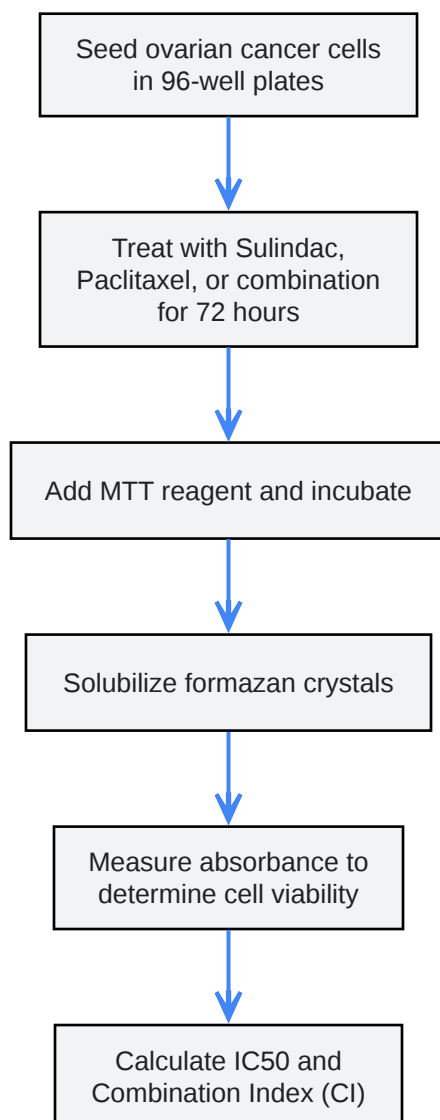 Seed ovarian cancer cells
in 96-well plates
Treat with Sulindac,
Paclitaxel, or combination
for 72 hours
Add MTT reagent and incubate
Solubilize formazan crystals
Measure absorbance to
determine cell viability
Calculate IC50 and
Combination Index (CI)